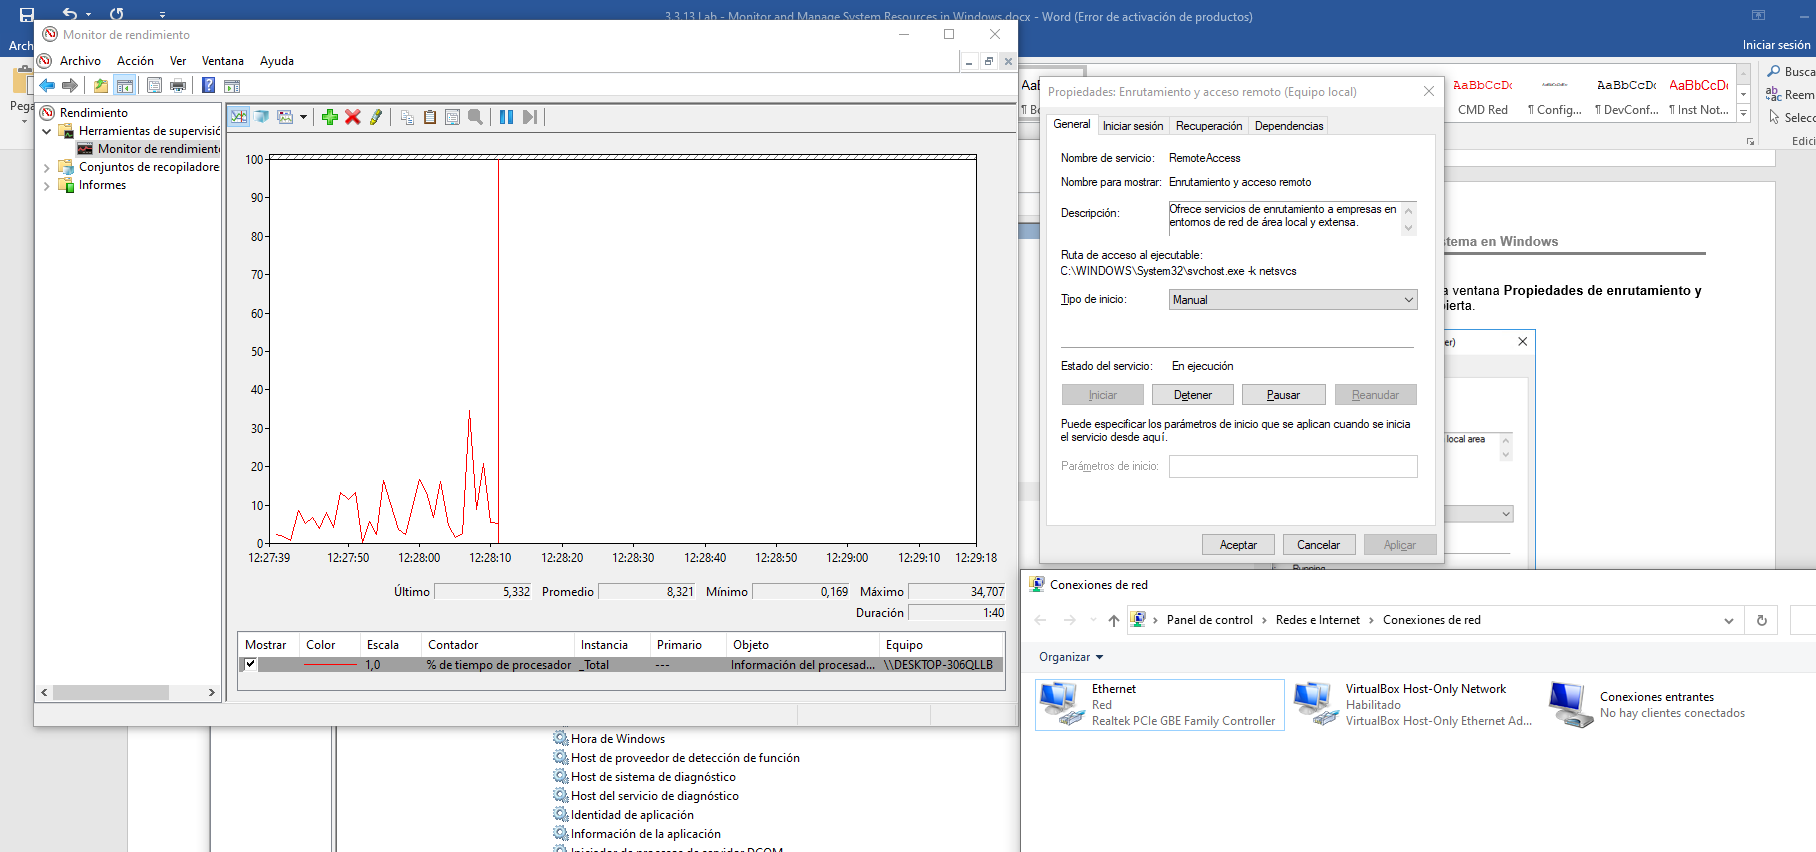 3.3.13 Lab - Monitor and Manage System Resources in Windows.docx - Word (Error de activación de productos)
Iniciar sesión
Arch
Pega
Monitor de rendimiento
Archivo Acción Ver Ventana Ayuda
Rendimiento
Herramientas de supervisió
Monitor de rendimient
Conjuntos de recopiladore
Informes
100
90
80
70
60
50
40
30
20
10
0
12:27:39 12:27:50 12:28:00 12:28:10 12:28:20 12:28:30 12:28:40 12:28:50 12:29:00 12:29:10 12:29:18
Último 5,332 Promedio 8,321 Mínimo 0,169 Máximo 34,707
Duración 1:40
Mostrar Color Escala Contador Instancia Primario Objeto Equipo
1,0 % de tiempo de procesador _Total --- Información del procesad... \\DESKTOP-306QLLB
Hora de Windows
Host de proveedor de detección de función
Host de sistema de diagnóstico
Host del servicio de diagnóstico
Identidad de aplicación
Información de la aplicación
Iniciador de procesos de servidor DCOM
Propiedades: Enrutamiento y acceso remoto (Equipo local)
General Iniciar sesión Recuperación Dependencias
Nombre de servicio: RemoteAccess
Nombre para mostrar: Enrutamiento y acceso remoto
Descripción: Ofrece servicios de enrutamiento a empresas en
entornos de red de área local y extensa.
Ruta de acceso al ejecutable:
C:\WINDOWS\System32\svchost.exe -k netsvcs
Tipo de inicio: Manual
Estado del servicio: En ejecución
Iniciar Detener Pausar Reanudar
Puede especificar los parámetros de inicio que se aplican cuando se inicia
el servicio desde aquí.
Parámetros de inicio:
Aceptar Cancelar Aplicar
AaBbCcDc AaBbCcDc AaBbCcD.
CMD Red ¶ Config... ¶ DevConf... ¶ Inst Not...
Busca
Reem
Selecc
Edici
stema en Windows
a ventana Propiedades de enrutamiento y
ierta.
er)
local area
Running
Conexiones de red
Panel de control Redes e Internet Conexiones de red
Organizar
Ethernet
Red
Realtek PCIe GBE Family Controller
VirtualBox Host-Only Network
Habilitado
VirtualBox Host-Only Ethernet Ad...
Conexiones entrantes
No hay clientes conectados